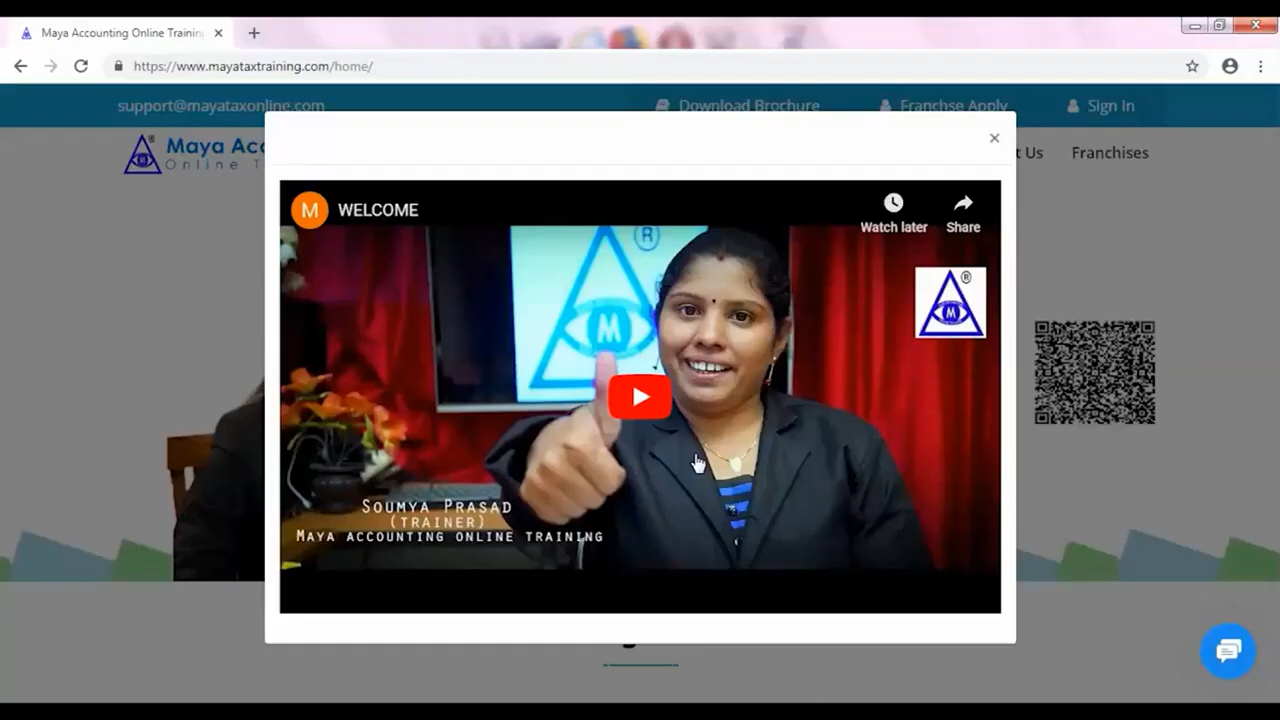 Maya Accounting Online Trainin
https://www.mayataxtraining.com/home/
support@mayataxonline.com
Download Brochure
Franchse Apply
Sign In
Maya Acc
Online T
t Us
Franchises
M
WELCOME
Watch later
Share
®
M
®
M
SOUMYA PRASAD
(TRAINER)
MAYA ACCOUNTING ONLINE TRAINING